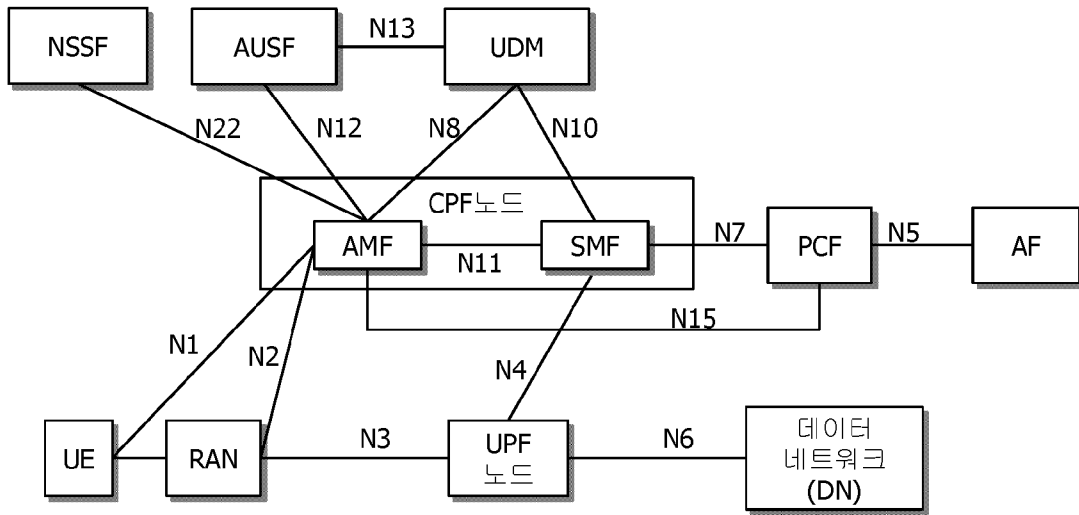 NSSF
AUSF
N13
UDM
N22
N12
N8
N10
CPF노드
AMF
N11
SMF
N7
PCF
N5
AF
N15
N1
N2
N4
UE
RAN
N3
UPF
노드
N6
데이터
네트워크
(DN)